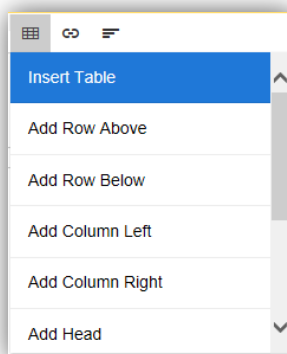 Insert Table
Add Row Above
Add Row Below
Add Column Left
Add Column Right
Add Head